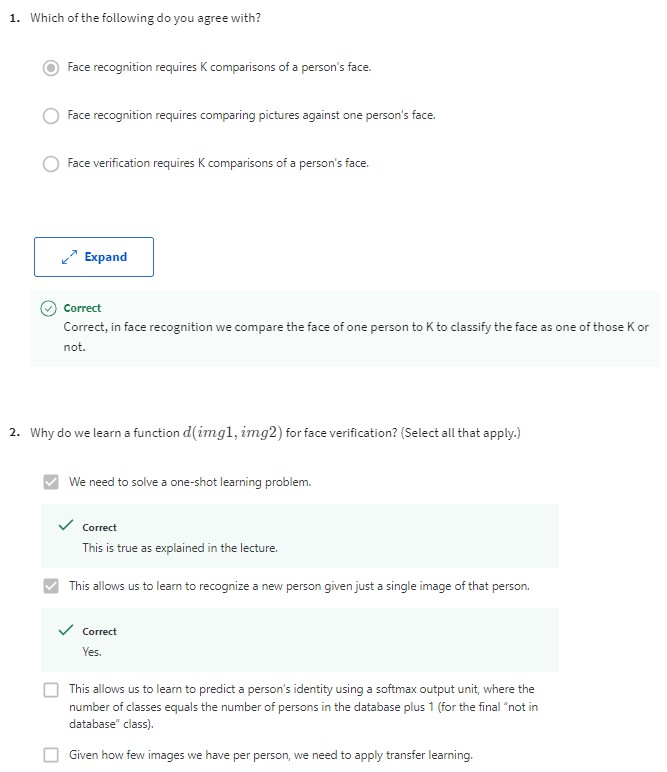 1. Which of the following do you agree with?
Face recognition requires K comparisons of a person's face.
Face recognition requires comparing pictures against one person's face.
Face verification requires K comparisons of a person's face.
Expand
Correct
Correct, in face recognition we compare the face of one person to K to classify the face as one of those K or
not.
2. Why do we learn a function d(img1, img2) for face verification? (Select all that apply.)
We need to solve a one-shot learning problem.
Correct
This is true as explained in the lecture.
This allows us to learn to recognize a new person given just a single image of that person.
Correct
Yes.
This allows us to learn to predict a person's identity using a softmax output unit, where the
number of classes equals the number of persons in the database plus 1 (for the final "not in
database" class).
Given how few images we have per person, we need to apply transfer learning.